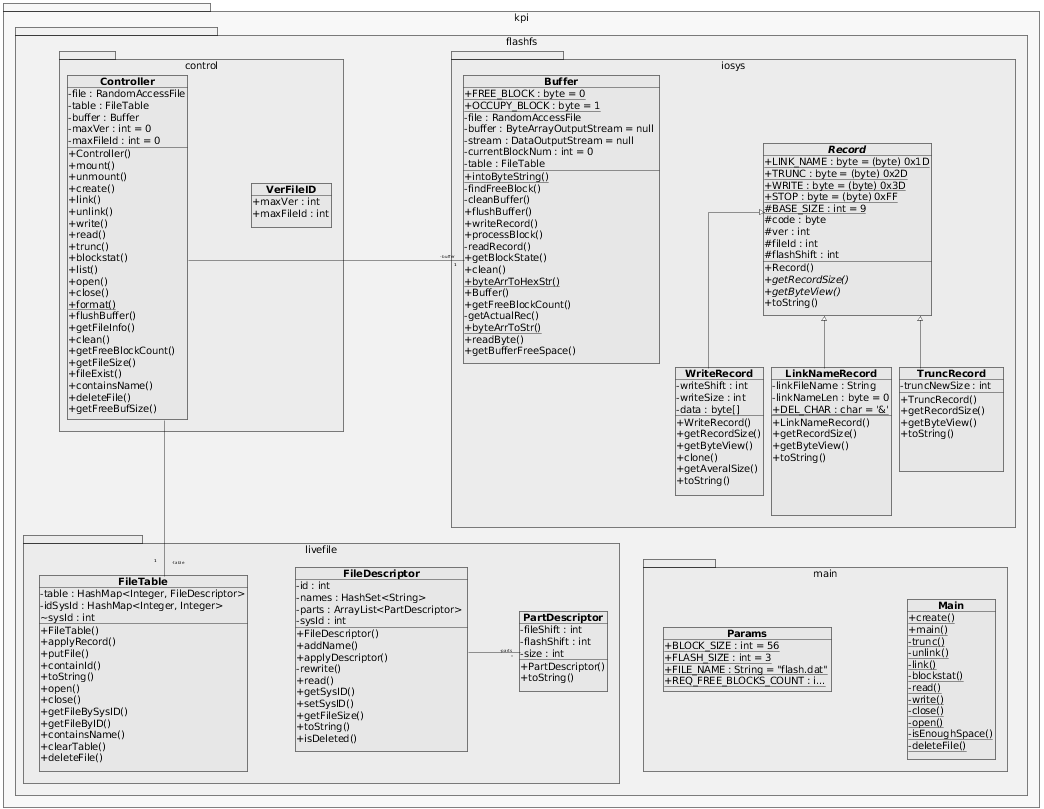 kpi
flashfs
control
Controller
-file : RandomAccessFile
-table : FileTable
-buffer : Buffer
-maxVer : int = 0
-maxFileId : int = 0
+Controller()
+mount()
+unmount()
+create()
+link()
+unlink()
+write()
+read()
+trunc()
+blockstat()
+list()
+open()
+close()
+format()
+flushBuffer()
+getFileInfo()
+clean()
+getFreeBlockCount()
+getFileSize()
+fileExist()
+containsName()
+deleteFile()
+getFreeBufSize()
VerFileID
+maxVer : int
+maxFileId : int
-buffer
1
iosys
Buffer
+FREE_BLOCK : byte = 0
+OCCUPY_BLOCK : byte = 1
-file : RandomAccessFile
-buffer : ByteArrayOutputStream = null
-stream : DataOutputStream = null
-currentBlockNum : int = 0
-table : FileTable
+intoByteString()
-findFreeBlock()
-cleanBuffer()
+flushBuffer()
+writeRecord()
+processBlock()
-readRecord()
+getBlockState()
+clean()
+byteArrToHexStr()
+Buffer()
+getFreeBlockCount()
-getActualRec()
+byteArrToStr()
+readByte()
+getBufferFreeSpace()
Record
+LINK_NAME : byte = (byte) 0x1D
+TRUNC : byte = (byte) 0x2D
+WRITE : byte = (byte) 0x3D
+STOP : byte = (byte) 0xFF
#BASE_SIZE : int = 9
#code : byte
#ver : int
#fileId : int
#flashShift : int
+Record()
+getRecordSize()
+getByteView()
+toString()
WriteRecord
-writeShift : int
-writeSize : int
-data : byte[]
+WriteRecord()
+getRecordSize()
+getByteView()
+clone()
+getAveralSize()
+toString()
LinkNameRecord
-linkFileName : String
-linkNameLen : byte = 0
+DEL_CHAR : char = '&'
+LinkNameRecord()
+getRecordSize()
+getByteView()
+toString()
TruncRecord
-truncNewSize : int
+TruncRecord()
+getRecordSize()
+getByteView()
+toString()
livefile
1
-table
FileTable
-table : HashMap<Integer, FileDescriptor>
-idSysId : HashMap<Integer, Integer>
~sysId : int
+FileTable()
+applyRecord()
+putFile()
+containId()
+toString()
+open()
+close()
+getFileBySysID()
+getFileByID()
+containsName()
+clearTable()
+deleteFile()
FileDescriptor
-id : int
-names : HashSet<String>
-parts : ArrayList<PartDescriptor>
-sysId : int
+FileDescriptor()
+addName()
+applyDescriptor()
-rewrite()
+read()
+getSysID()
+setSysID()
+getFileSize()
+toString()
+isDeleted()
-parts
*
PartDescriptor
-fileShift : int
-flashShift : int
-size : int
+PartDescriptor()
+toString()
main
Params
+BLOCK_SIZE : int = 56
+FLASH_SIZE : int = 3
+FILE_NAME : String = "flash.dat"
+REQ_FREE_BLOCKS_COUNT : i...
Main
+create()
+main()
-trunc()
-unlink()
-link()
-blockstat()
-read()
-write()
-close()
-open()
-isEnoughSpace()
-deleteFile()